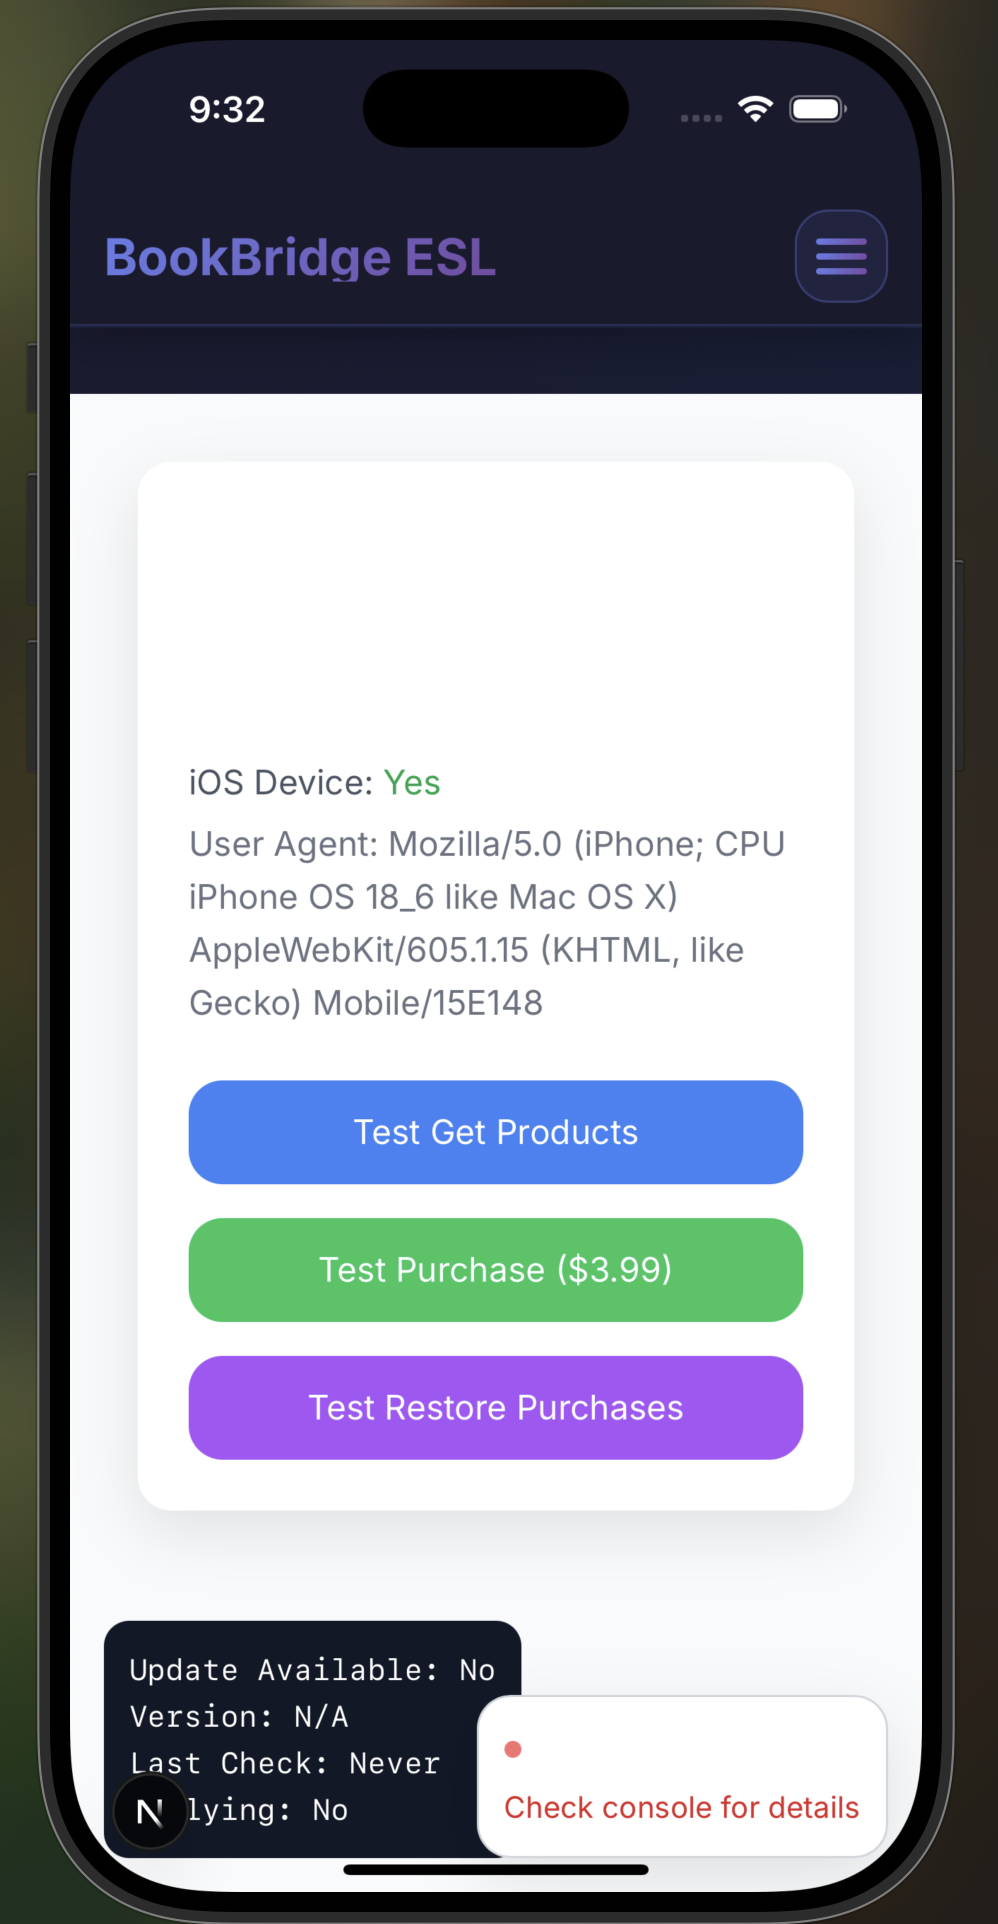 9:32
BookBridge ESL
iOS Device: Yes
User Agent: Mozilla/5.0 (iPhone; CPU
iPhone OS 18_6 like Mac OS X)
AppleWebKit/605.1.15 (KHTML, like
Gecko) Mobile/15E148
Test Get Products
Test Purchase ($3.99)
Test Restore Purchases
Update Available: No
Version: N/A
Last Check: Never
N
lying: No
Check console for details